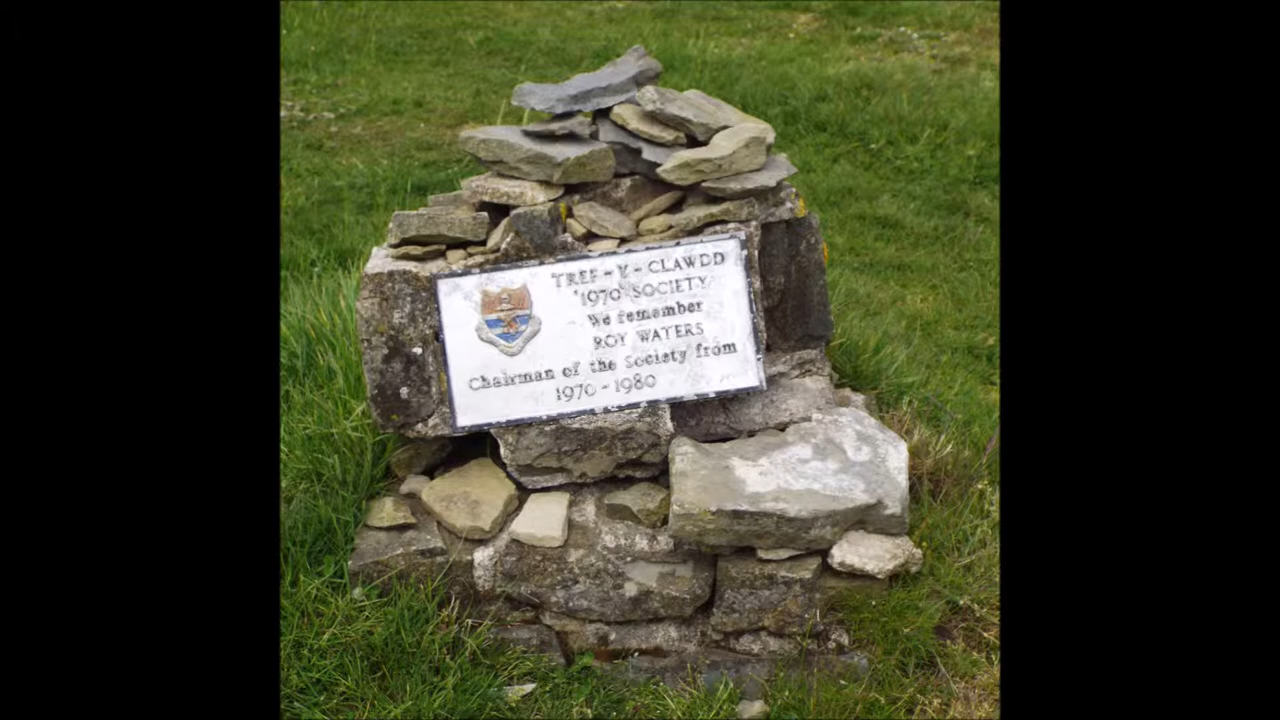 TREF-Y-CLAWDD
'1970' SOCIETY
We remember
ROY WATERS
Chairman of the Society from
1970-1980